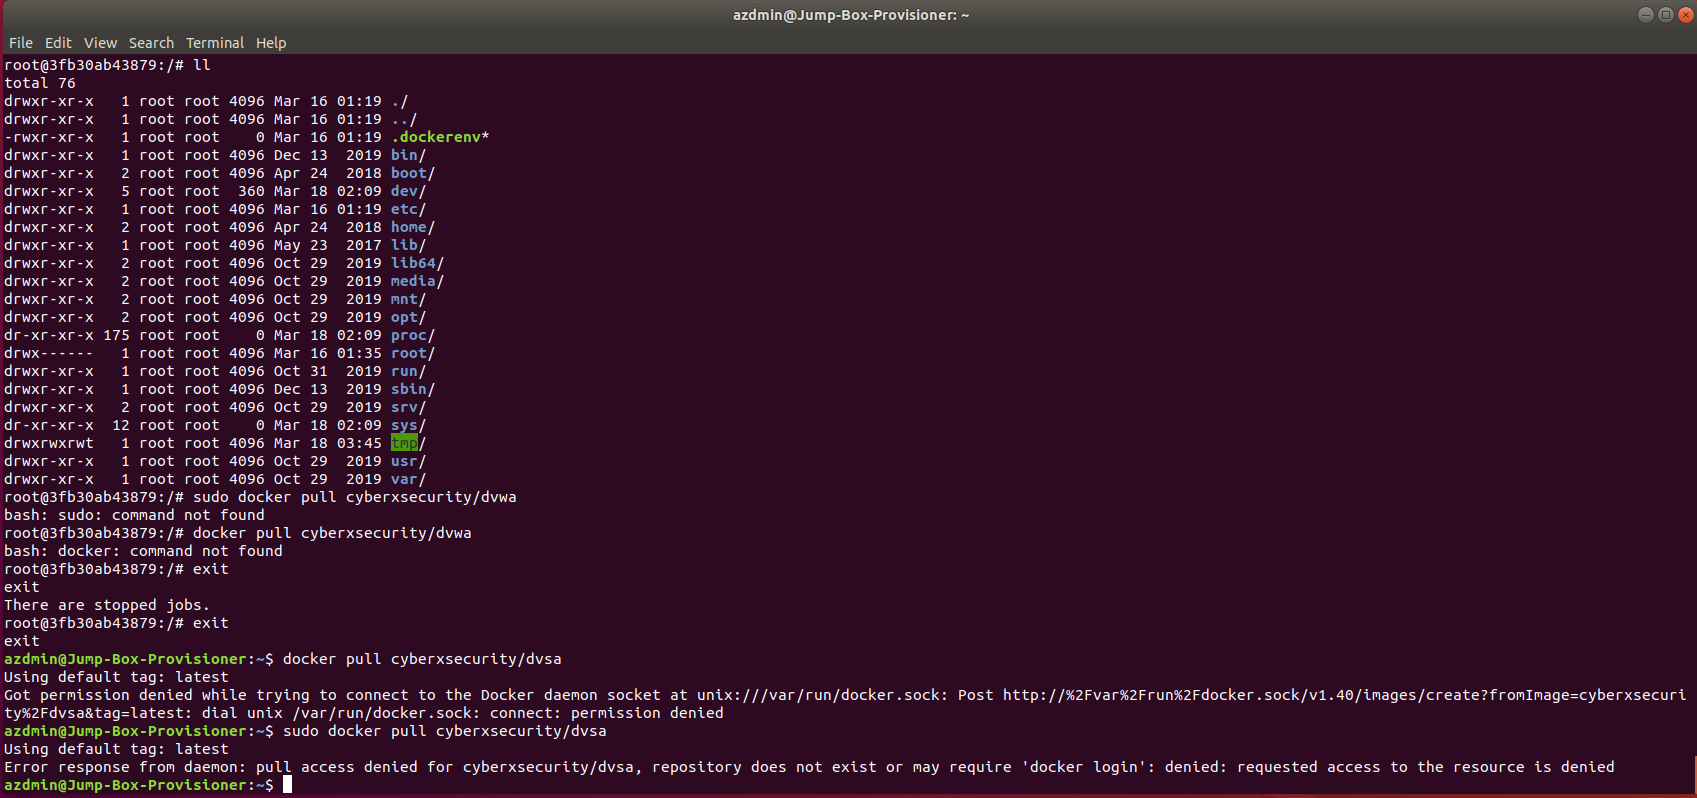 azdmin@Jump-Box-Provisioner: ~
File Edit View Search Terminal Help
root@3fb30ab43879:/# ll
total 76
drwxr-xr-x   1 root root 4096 Mar 16 01:19 ./
drwxr-xr-x   1 root root 4096 Mar 16 01:19 ../
-rwxr-xr-x   1 root root    0 Mar 16 01:19 .dockerenv*
drwxr-xr-x   1 root root 4096 Dec 13  2019 bin/
drwxr-xr-x   2 root root 4096 Apr 24  2018 boot/
drwxr-xr-x   5 root root  360 Mar 18 02:09 dev/
drwxr-xr-x   1 root root 4096 Mar 16 01:19 etc/
drwxr-xr-x   2 root root 4096 Apr 24  2018 home/
drwxr-xr-x   1 root root 4096 May 23  2017 lib/
drwxr-xr-x   2 root root 4096 Oct 29  2019 lib64/
drwxr-xr-x   2 root root 4096 Oct 29  2019 media/
drwxr-xr-x   2 root root 4096 Oct 29  2019 mnt/
drwxr-xr-x   2 root root 4096 Oct 29  2019 opt/
dr-xr-xr-x 175 root root    0 Mar 18 02:09 proc/
drwx------   1 root root 4096 Mar 16 01:35 root/
drwxr-xr-x   1 root root 4096 Oct 31  2019 run/
drwxr-xr-x   1 root root 4096 Dec 13  2019 sbin/
drwxr-xr-x   2 root root 4096 Oct 29  2019 srv/
dr-xr-xr-x  12 root root    0 Mar 18 02:09 sys/
drwxrwxrwt   1 root root 4096 Mar 18 03:45 tmp/
drwxr-xr-x   1 root root 4096 Oct 29  2019 usr/
drwxr-xr-x   1 root root 4096 Oct 29  2019 var/
root@3fb30ab43879:/# sudo docker pull cyberxsecurity/dvwa
bash: sudo: command not found
root@3fb30ab43879:/# docker pull cyberxsecurity/dvwa
bash: docker: command not found
root@3fb30ab43879:/# exit
exit
There are stopped jobs.
root@3fb30ab43879:/# exit
exit
azdmin@Jump-Box-Provisioner:~$ docker pull cyberxsecurity/dvsa
Using default tag: latest
Got permission denied while trying to connect to the Docker daemon socket at unix:///var/run/docker.sock: Post http://%2Fvar%2Frun%2Fdocker.sock/v1.40/images/create?fromImage=cyberxsecuri
ty%2Fdvsa&tag=latest: dial unix /var/run/docker.sock: connect: permission denied
azdmin@Jump-Box-Provisioner:~$ sudo docker pull cyberxsecurity/dvsa
Using default tag: latest
Error response from daemon: pull access denied for cyberxsecurity/dvsa, repository does not exist or may require 'docker login': denied: requested access to the resource is denied
azdmin@Jump-Box-Provisioner:~$